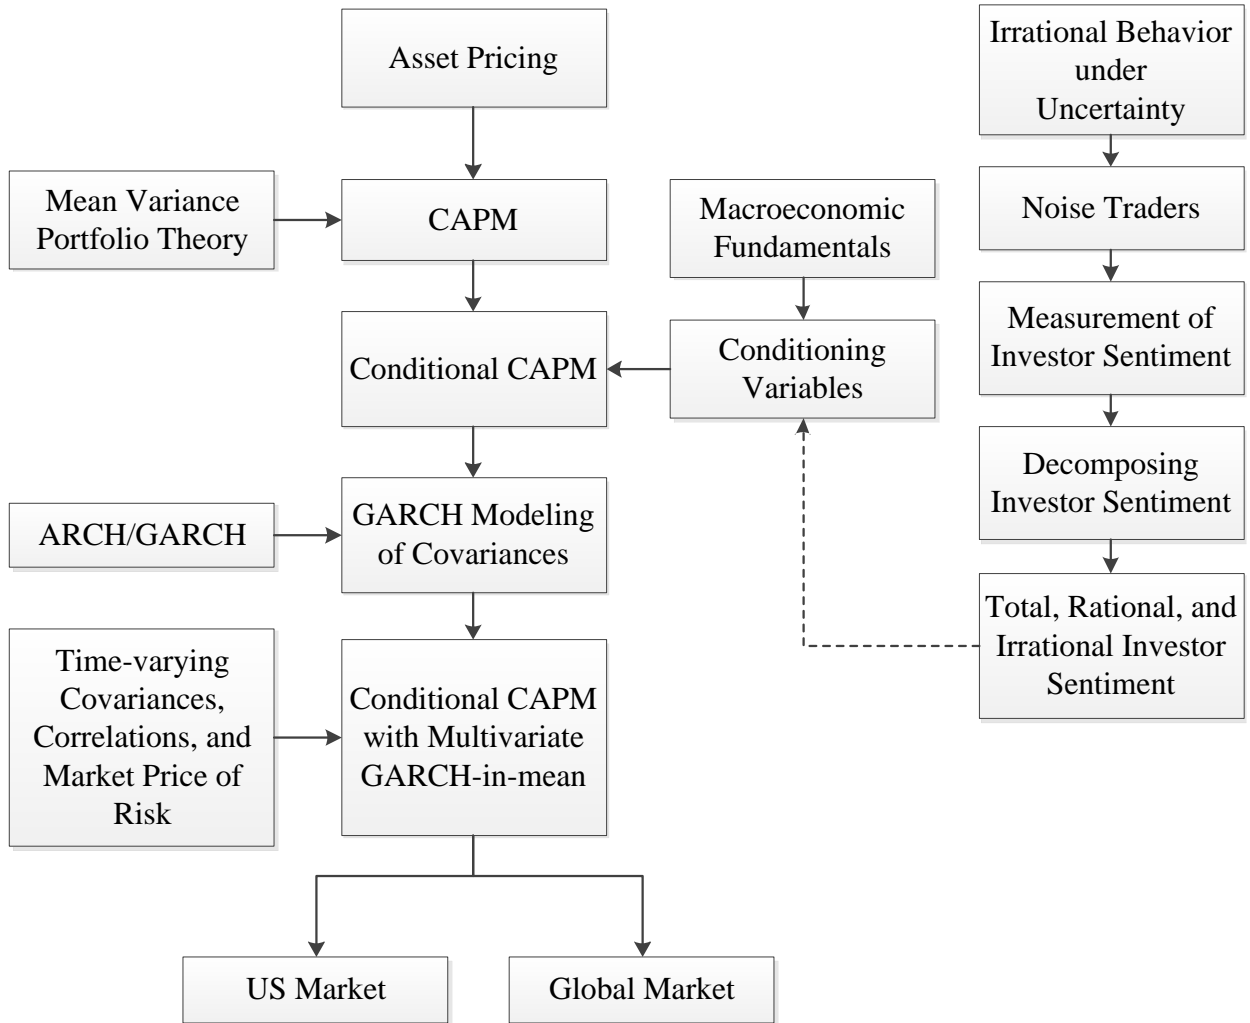 Asset Pricing
Mean Variance
Portfolio Theory
CAPM
Conditional CAPM
ARCH/GARCH
GARCH Modeling
of Covariances
Time-varying
Covariances,
Correlations, and
Market Price of
Risk
Conditional CAPM
with Multivariate
GARCH-in-mean
US Market
Global Market
Macroeconomic
Fundamentals
Conditioning
Variables
Irrational Behavior
under
Uncertainty
Noise Traders
Measurement of
Investor Sentiment
Decomposing
Investor Sentiment
Total, Rational, and
Irrational Investor
Sentiment